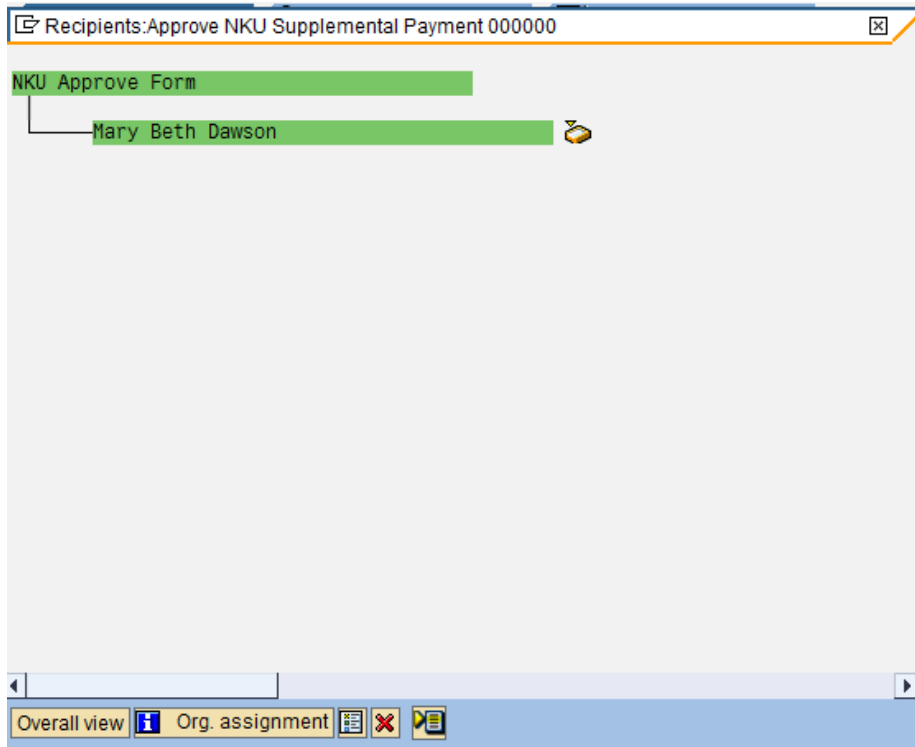 Recipients:Approve NKU Supplemental Payment 000000
NKU Approve Form
Mary Beth Dawson
Overall view Org. assignment